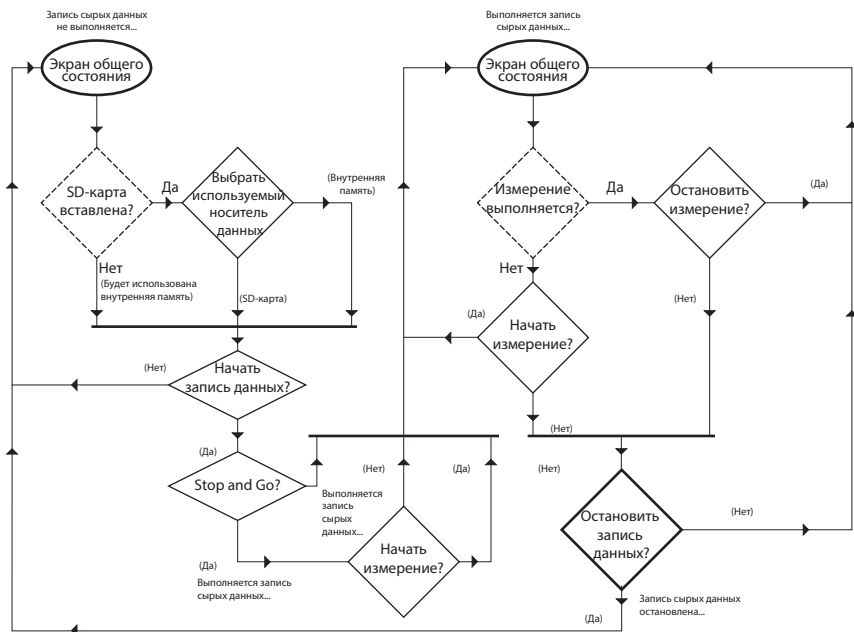 Запись сырых данных
не выполняется...
Экран общего
состояния
SD-карта
вставлена?
Да
Выбрать
используемый
носитель
данных
(Внутренняя
память)
Нет
(Будет использована
внутренняя память)
(SD-карта)
Начать
запись данных?
(Нет)
(Да)
Stop and Go?
(Да)
Выполняется запись
сырых данных...
Выполняется
запись
сырых
данных...
(Нет)
(Да)
Начать
измерение?
Выполняется запись
сырых данных...
Экран общего
состояния
Измерение
выполняется?
Да
Остановить
измерение?
(Да)
Нет
(Да)
(Нет)
Начать
измерение?
(Нет)
(Нет)
Остановить
запись
данных?
(Нет)
Запись сырых данных
остановлена...
(Да)